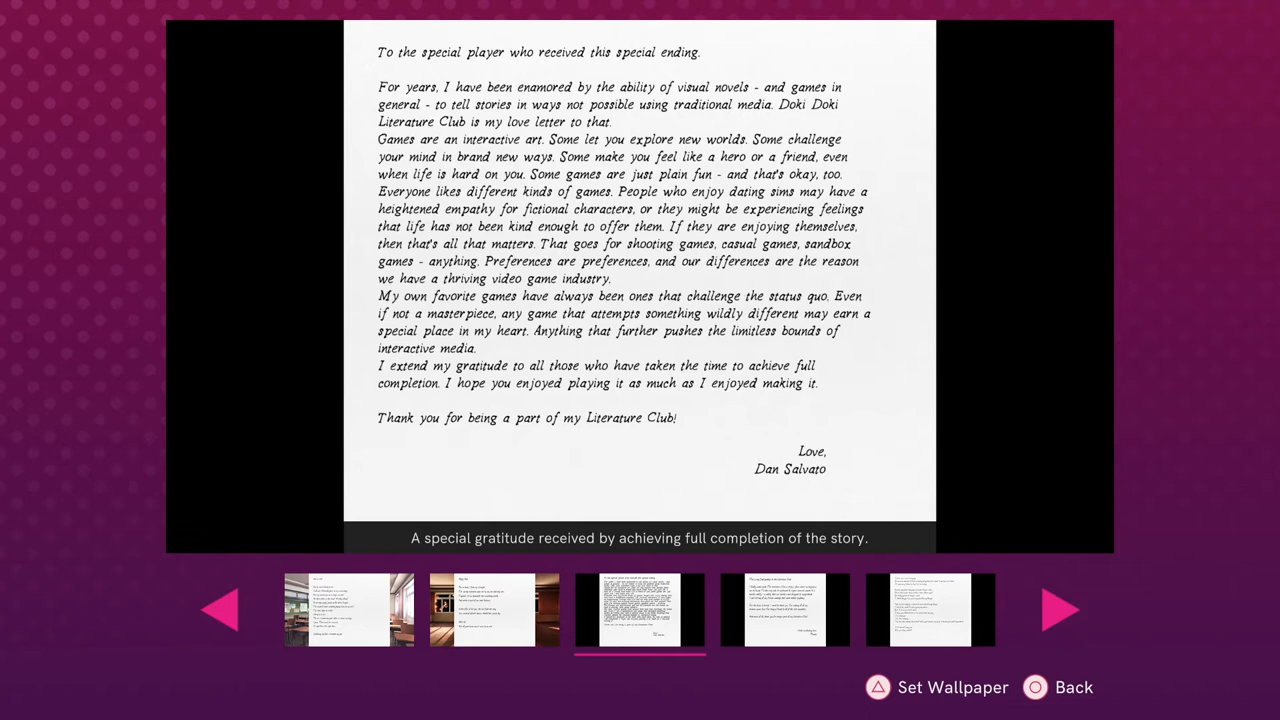 To the special player who received this special ending.
For years, I have been enamored by the ability of visual novels - and games in
general - to tell stories in ways not possible using traditional media. Doki Doki
Literature Club is my love letter to that.
Games are an interactive art. Some let you explore new worlds. Some challenge
your mind in brand new ways. Some make you feel like a hero or a friend, even
when life is hard on you. Some games are just plain fun - and that's okay, too.
Everyone likes different kinds of games. People who enjoy dating sims may have a
heightened empathy for fictional characters, or they might be experiencing feelings
that life has not been kind enough to offer them. If they are enjoying themselves,
then that's all that matters. That goes for shooting games, casual games, sandbox
games - anything. Preferences are preferences, and our differences are the reason
we have a thriving video game industry.
My own favorite games have always been ones that challenge the status quo. Even
if not a masterpiece, any game that attempts something wildly different may earn a
special place in my heart. Anything that further pushes the limitless bounds of
interactive media.
I extend my gratitude to all those who have taken the time to achieve full
completion. I hope you enjoyed playing it as much as I enjoyed making it.
Thank you for being a part of my Literature Club!
Love,
Dan Salvato
A special gratitude received by achieving full completion of the story.
Set Wallpaper
Back